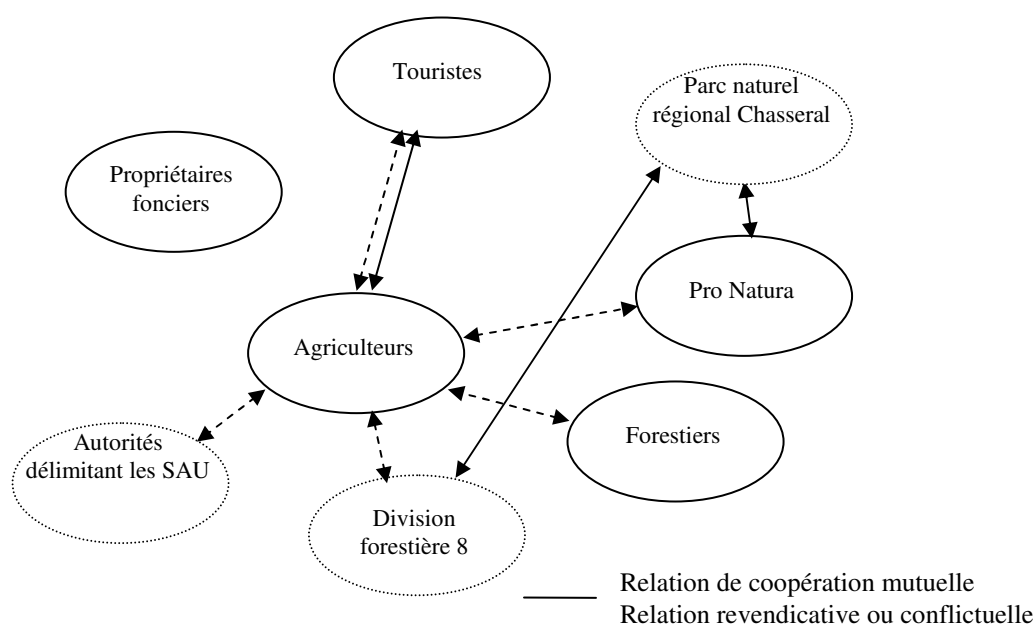 Touristes
Parc naturel
régional Chasseral
Propriétaires
fonciers
Pro Natura
Agriculteurs
Forestiers
Autorités
délimitant les SAU
Division
forestière 8
Relation de coopération mutuelle
Relation revendicative ou conflictuelle